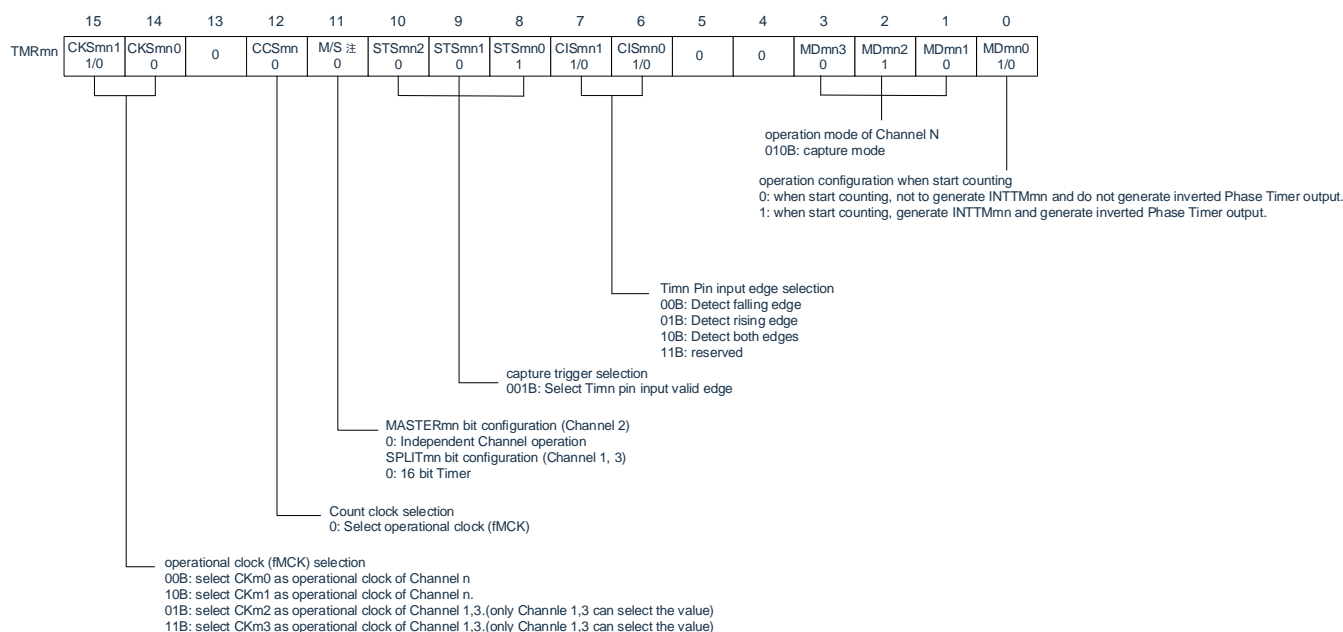 15 14 13 12 11 10 9 8 7 6 5 4 3 2 1 0
TMRmn CKSmn1 CKSmn0 0 CCSmn M/S 注 STSmn2 STSmn1 STSmn0 CISmn1 CISmn0 0 0 MDmn3 MDmn2 MDmn1 MDmn0
1/0 0 0 0 0 0 1 1/0 1/0 0 1 0 1/0
operation mode of Channel N
010B: capture mode
operation configuration when start counting
0: when start counting, not to generate INTTMmn and do not generate inverted Phase Timer output.
1: when start counting, generate INTTMmn and generate inverted Phase Timer output.
TImn Pin input edge selection
00B: Detect falling edge
01B: Detect rising edge
10B: Detect both edges
11B: reserved
capture trigger selection
001B: Select TImn pin input valid edge
MASTERmn bit configuration (Channel 2)
0: Independent Channel operation
SPLITmn bit configuration (Channel 1, 3)
0: 16 bit Timer
Count clock selection
0: Select operational clock (fMCK)
operational clock (fMCK) selection
00B: select CKm0 as operational clock of Channel n
10B: select CKm1 as operational clock of Channel n.
01B: select CKm2 as operational clock of Channel 1,3.(only Channle 1,3 can select the value)
11B: select CKm3 as operational clock of Channel 1,3.(only Channle 1,3 can select the value)